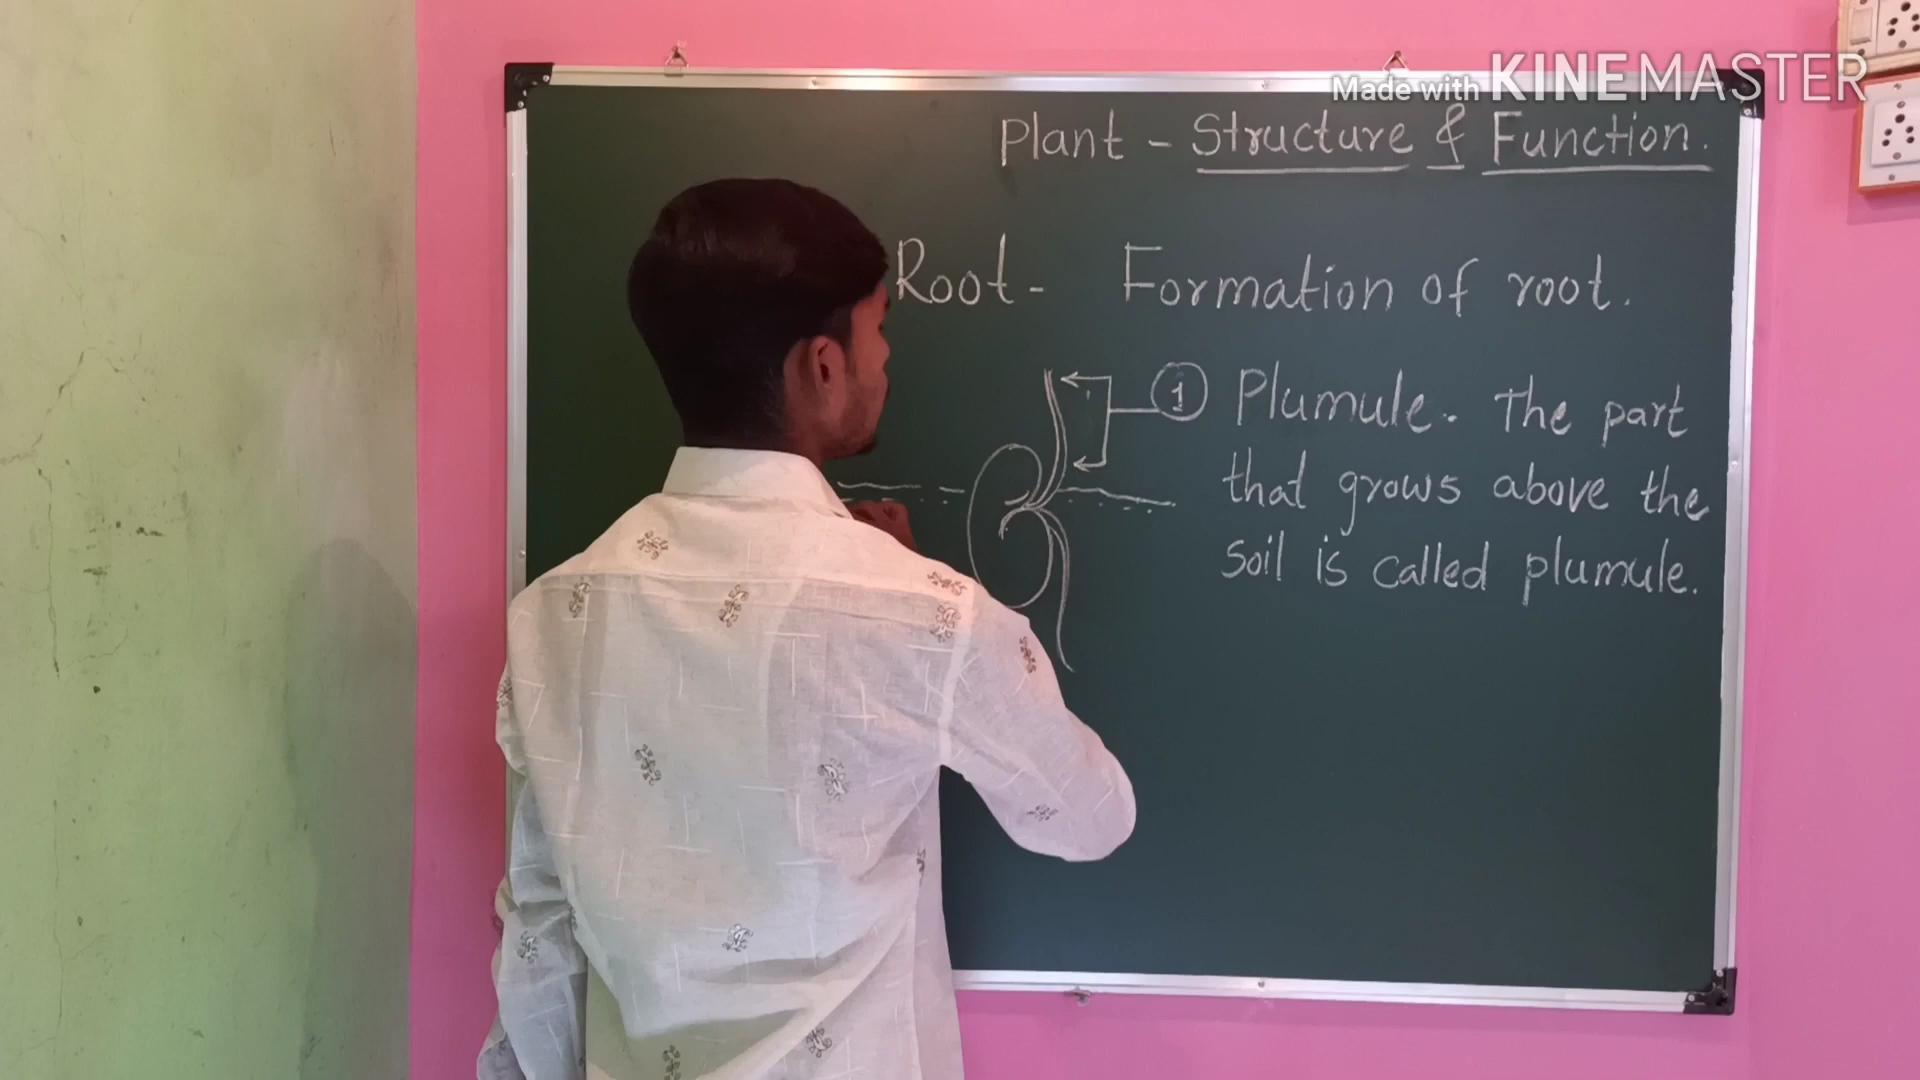 Made with KINEMASTER
Plant - Structure & Function.
Root - Formation of root.
1 Plumule. The part
that grows above the
soil is called plumule.